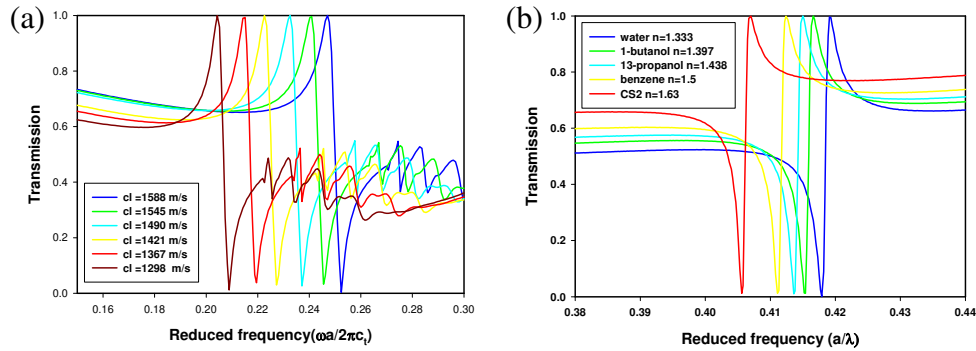 (a)
Transmission
1.0
0.8
0.6
0.4
0.2
0.0
cl =1588 m/s
cl =1545 m/s
cl =1490 m/s
cl =1421 m/s
cl =1367 m/s
cl =1298 m/s
0.16 0.18 0.20 0.22 0.24 0.26 0.28 0.30
Reduced frequency(ωa/2πcₜ)
(b)
Transmission
1.0
0.8
0.6
0.4
0.2
0.0
water n=1.333
1-butanol n=1.397
13-propanol n=1.438
benzene n=1.5
CS2 n=1.63
0.38 0.39 0.40 0.41 0.42 0.43 0.44
Reduced frequency (a/λ)